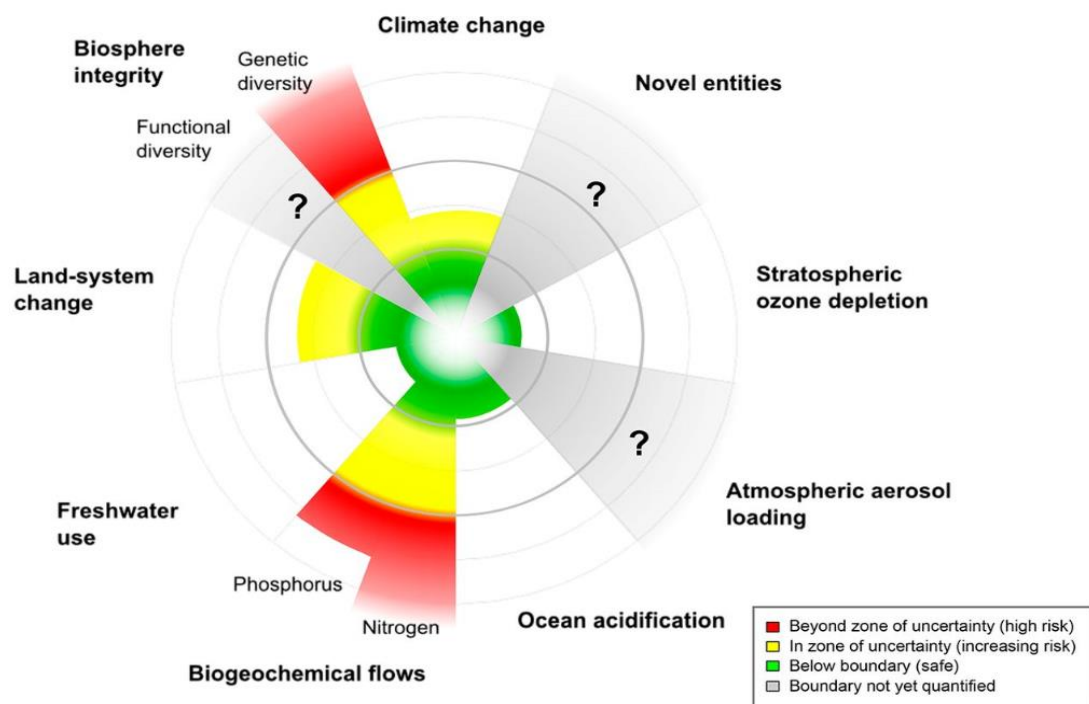 Climate change
Biosphere
integrity
Genetic
diversity
Novel entities
Functional
diversity
?
?
Land-system
change
Stratospheric
ozone depletion
?
Atmospheric aerosol
loading
Freshwater
use
Phosphorus
Nitrogen
Ocean acidification
Biogeochemical flows
Beyond zone of uncertainty (high risk)
In zone of uncertainty (increasing risk)
Below boundary (safe)
Boundary not yet quantified